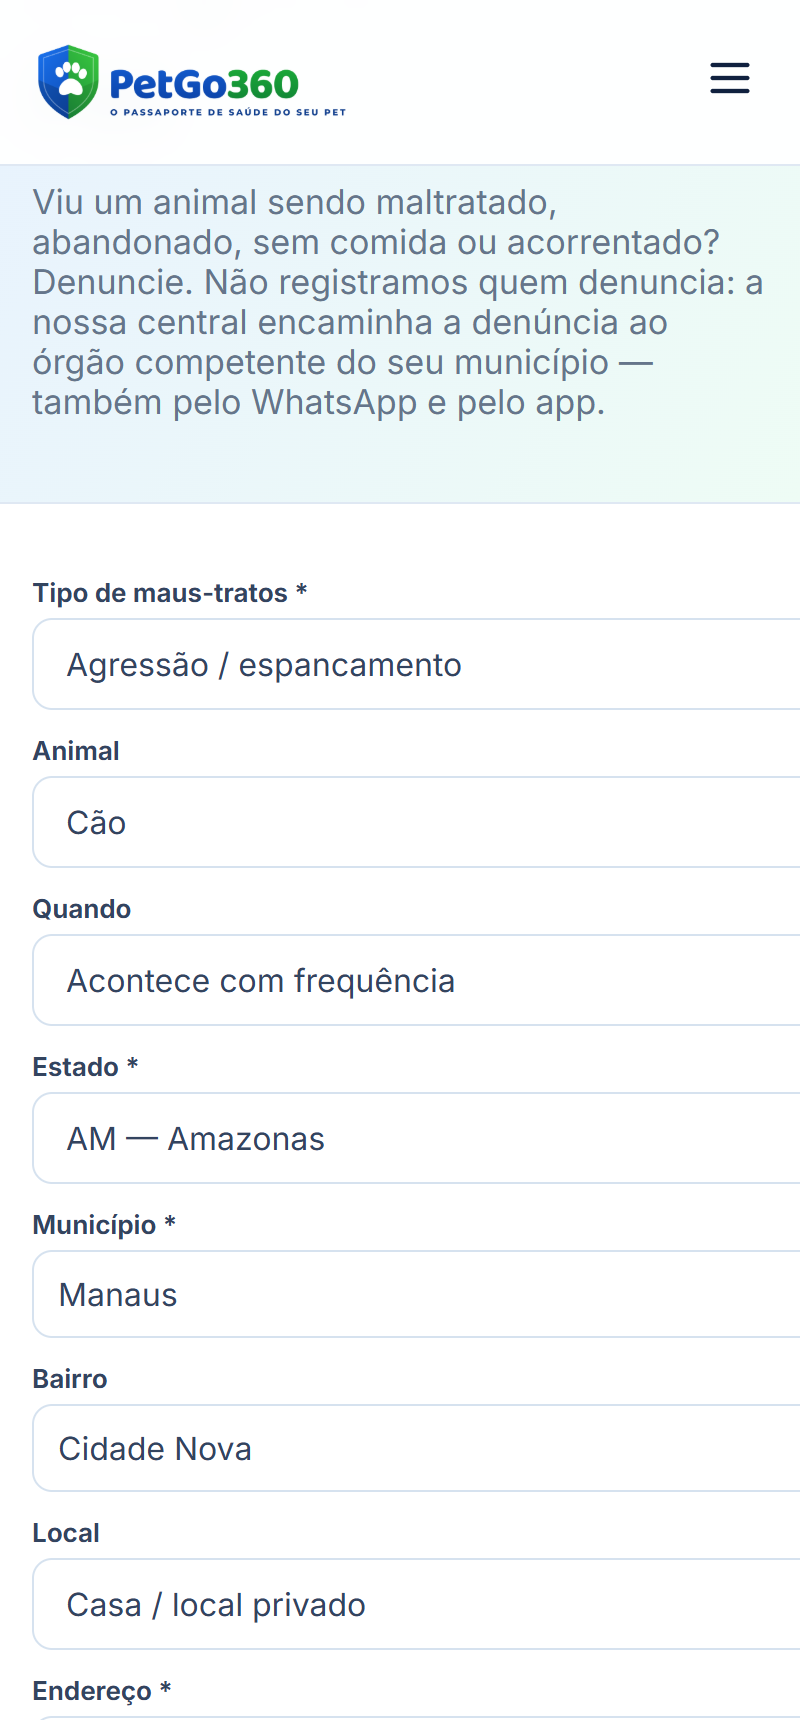 PetGo360
O PASSAPORTE DE SAÚDE DO SEU PET
Viu um animal sendo maltratado,
abandonado, sem comida ou acorrentado?
Denuncie. Não registramos quem denuncia: a
nossa central encaminha a denúncia ao
órgão competente do seu município —
também pelo WhatsApp e pelo app.
Tipo de maus-tratos *
Agressão / espancamento
Animal
Cão
Quando
Acontece com frequência
Estado *
AM — Amazonas
Município *
Manaus
Bairro
Cidade Nova
Local
Casa / local privado
Endereço *